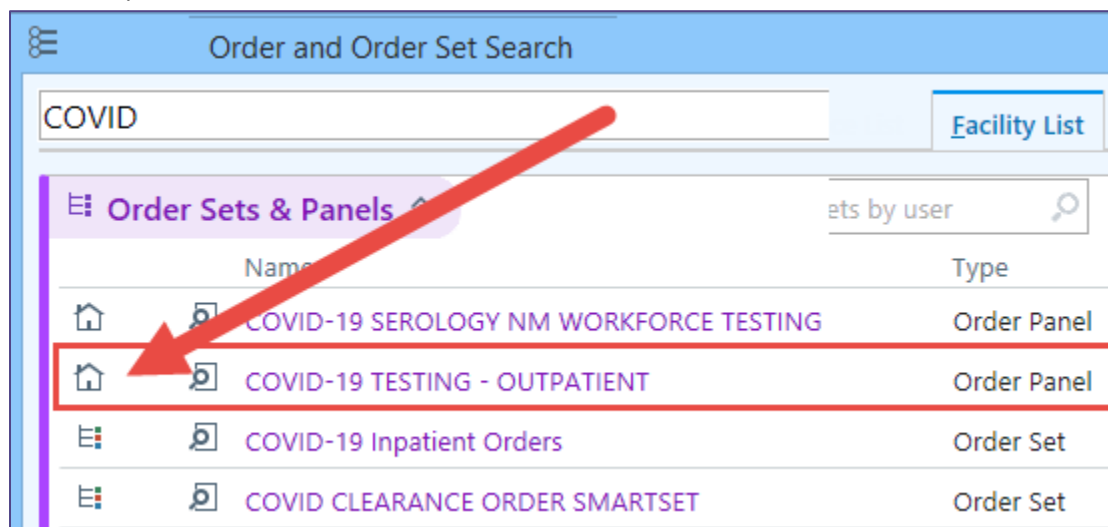 Order and Order Set Search
COVID
Facility List
Order Sets & Panels
ets by user
Name
Type
COVID-19 SEROLOGY NM WORKFORCE TESTING
Order Panel
COVID-19 TESTING - OUTPATIENT
Order Panel
COVID-19 Inpatient Orders
Order Set
COVID CLEARANCE ORDER SMARTSET
Order Set